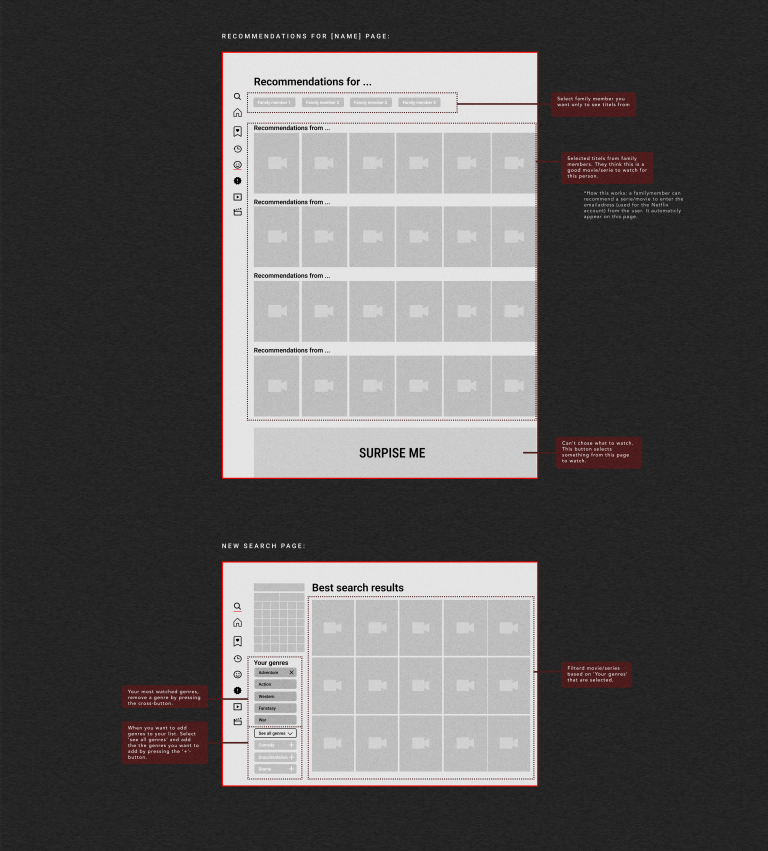 RECOMMENDATIONS FOR [NAME] PAGE:
Recommendations for ...
Family member 1
Family member 2
Select family member you
want only to see titels from
Recommendations from ...
Selected titels from family
members. They think this is a
good movie/serie to watch for
this person.
*How this works: a familymember can
recommend a serie/movie to enter the
emailadress (used for the Netflix
account) from the user. It automaticly
appear on this page.
Recommendations from ...
Recommendations from ...
Recommendations from ...
SURPISE ME
Can't chose what to watch.
This button selects
something from this page
to watch.
NEW SEARCH PAGE:
Best search results
Your genres
Adventure
Action
Western
Fanstasy
War
See all genres
Comedy
Drama
Your most watched genres,
remove a genre by pressing
the cross-button.
When you want to add
genres to your list. Select
'see all genres' and add
the the genres you want to
add by pressing the '+'-
button.
Filterd movie/series
based on 'Your genres'
that are selected.